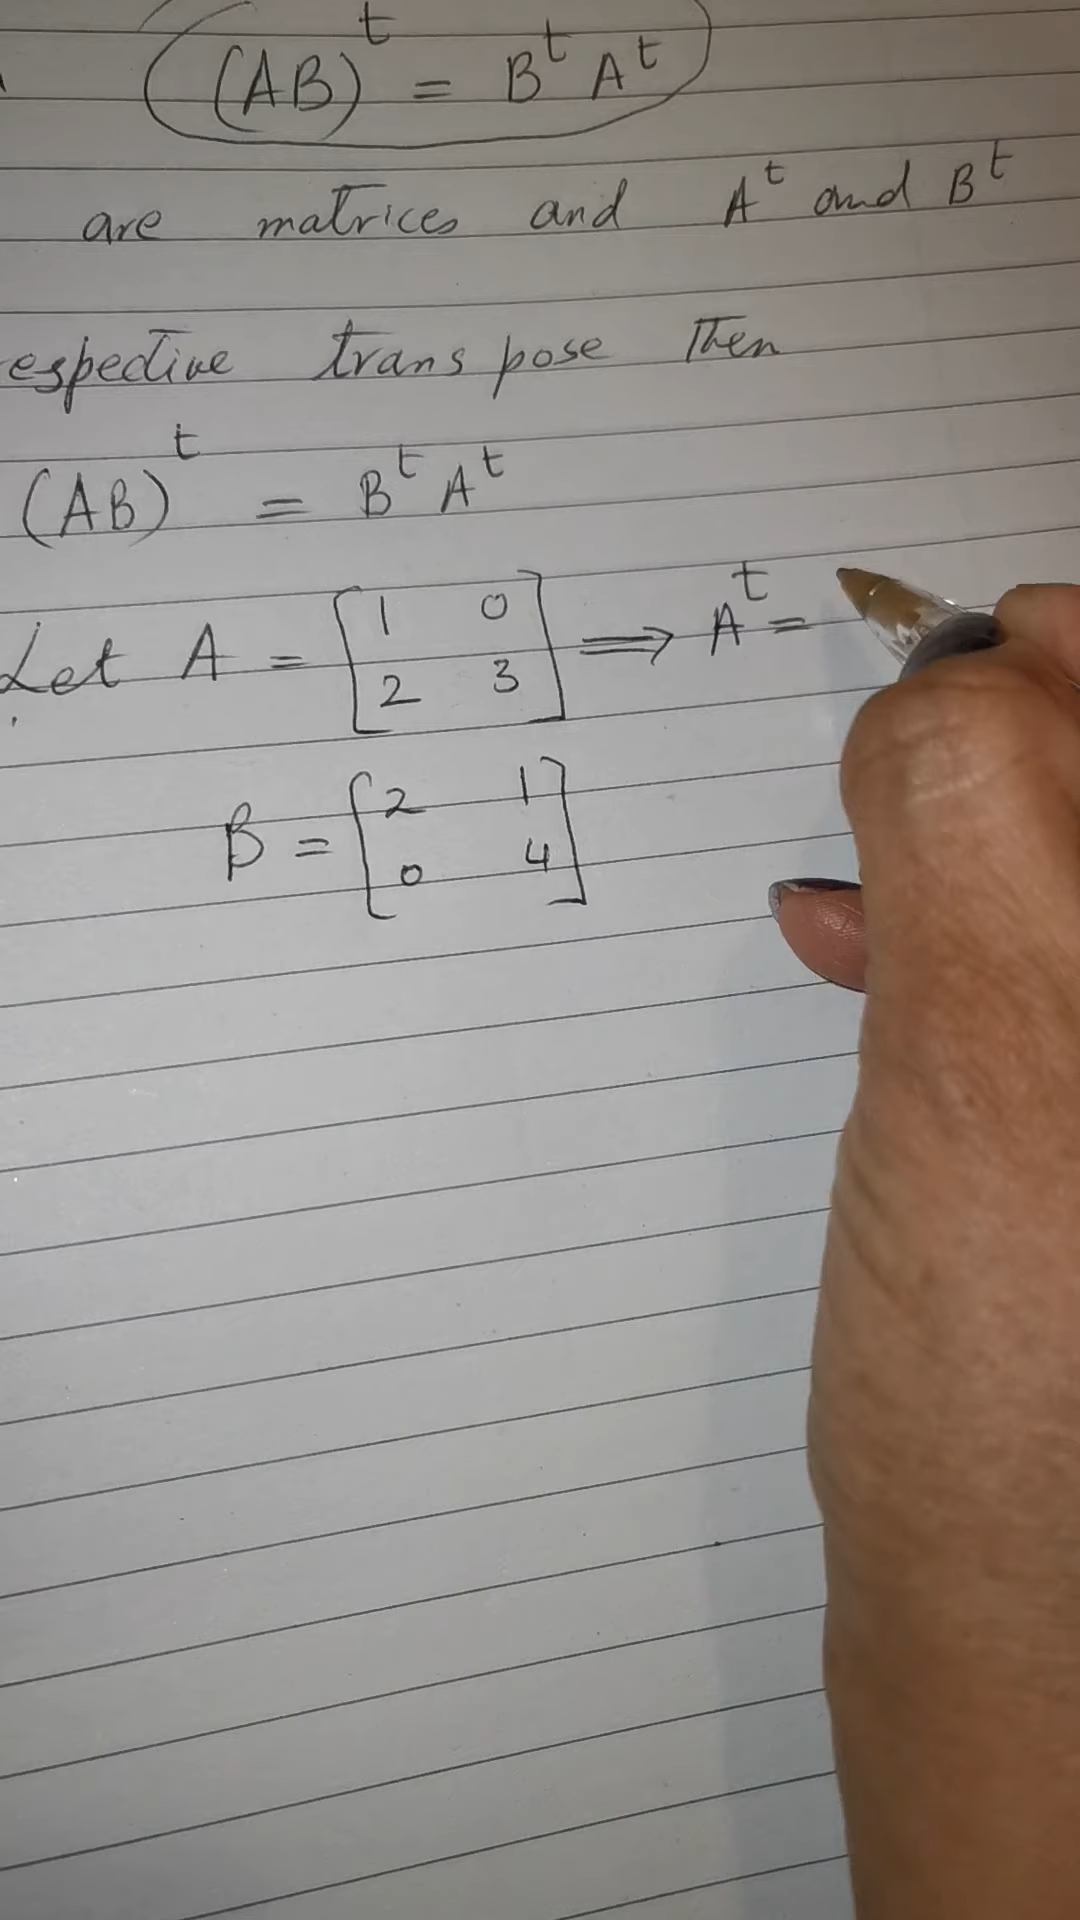 (AB)^t = B^t A^t
are matrices and A^t and B^t
espective transpose Then
(AB)^t = B^t A^t
Let A = [1 0
2 3] ⟹ A^t =
B = [2 1
0 4]